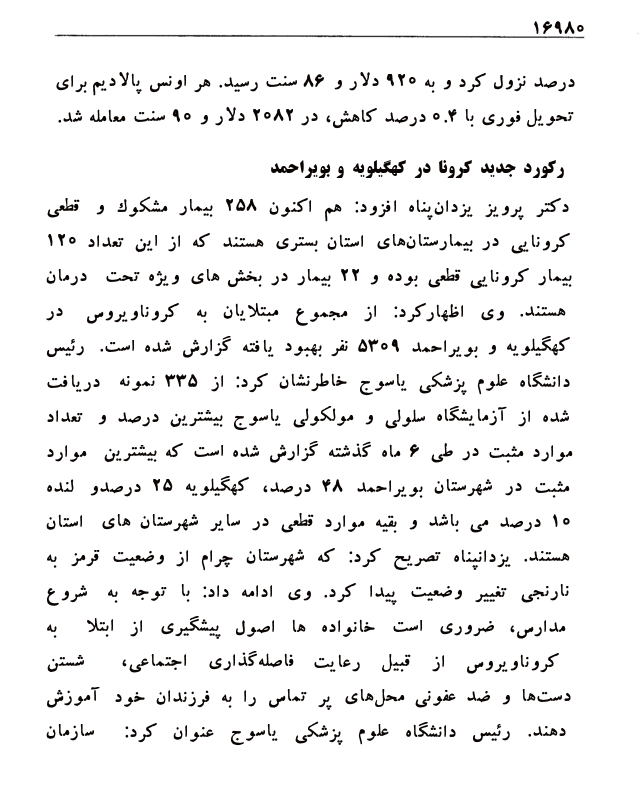 ۱۶۹۸۰
درصد نزول کرد و به ۹۲۰ دلار و ۸۶ سنت رسید. هر اونس پالادیم برای
تحویل فوری با ۰.۴ درصد کاهش، در ۲۰۸۲ دلار و ۹۰ سنت معامله شد.
رکورد جدید کرونا در کهگیلویه و بویراحمد
دکتر پرویز یزدان‌پناه افزود: هم اکنون ۲۵۸ بیمار مشکوك و قطعی
کرونایی در بیمارستان‌های استان بستری هستند که از این تعداد ۱۲۰
بیمار کرونایی قطعی بوده و ۲۲ بیمار در بخش های ویژه تحت درمان
هستند. وی اظهارکرد: از مجموع مبتلایان به کروناویروس در
کهگیلویه و بویراحمد ۵۳۰۹ نفر بهبود یافته گزارش شده است. رئیس
دانشگاه علوم پزشکی یاسوج خاطرنشان کرد: از ۳۳۵ نمونه دریافت
شده از آزمایشگاه سلولی و مولکولی یاسوج بیشترین درصد و تعداد
موارد مثبت در طی ۶ ماه گذشته گزارش شده است که بیشترین موارد
مثبت در شهرستان بویراحمد ۴۸ درصد، کهگیلویه ۲۵ درصدو لنده
۱۰ درصد می باشد و بقیه موارد قطعی در سایر شهرستان های استان
هستند. یزدانپناه تصریح کرد: که شهرستان چرام از وضعیت قرمز به
نارنجی تغییر وضعیت پیدا کرد. وی ادامه داد: با توجه به شروع
مدارس، ضروری است خانواده ها اصول پیشگیری از ابتلا به
کروناویروس از قبیل رعایت فاصله‌گذاری اجتماعی، شستن
دست‌ها و ضد عفونی محل‌های پر تماس را به فرزندان خود آموزش
دهند. رئیس دانشگاه علوم پزشکی یاسوج عنوان کرد: سازمان